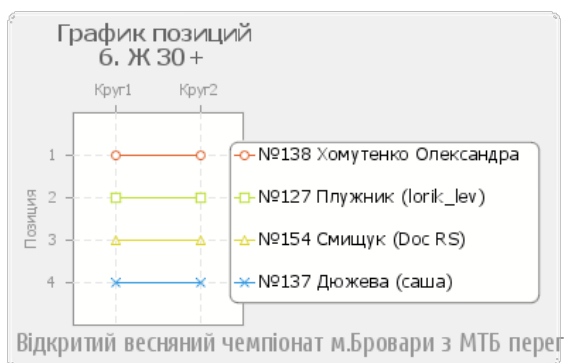 График позиций
6. Ж 30+
Круг1 Круг2
Позиция
1
№138 Хомутенко Олександра
2
№127 Плужник (lorik_lev)
3
№154 Смищук (Doc RS)
4
№137 Дюжева (саша)
Відкритий весняний чемпіонат м.Бровари з МТБ